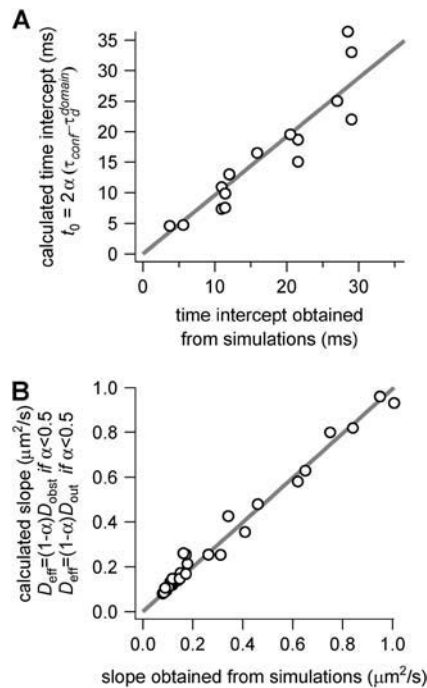 A
calculated time intercept (ms)
t₀ = 2α (τconf-τd^domain)
35
30
25
20
15
10
5
0
0 10 20 30
time intercept obtained
from simulations (ms)
B
calculated slope (μm²/s)
Deff=(1-α)Dobst if α<0.5
Deff=(1-α)Dout if α<0.5
1.0
0.8
0.6
0.4
0.2
0.0
0.0 0.2 0.4 0.6 0.8 1.0
slope obtained from simulations (μm²/s)